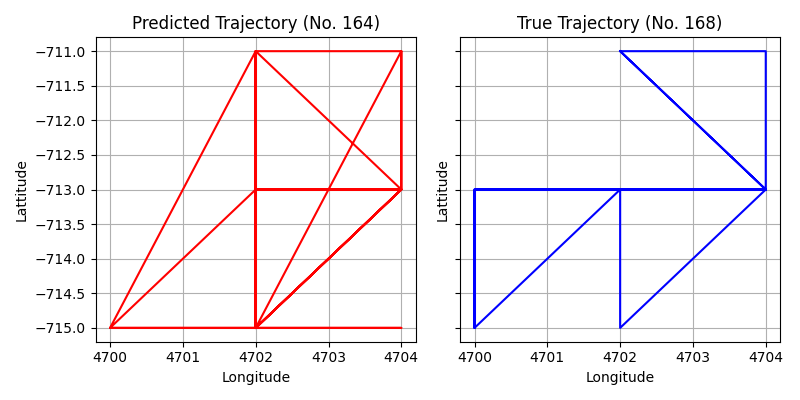 Predicted Trajectory (No. 164)
True Trajectory (No. 168)
−711.0
−711.5
−712.0
−712.5
−713.0
−713.5
−714.0
−714.5
−715.0
Lattitude
Lattitude
4700 4701 4702 4703 4704
4700 4701 4702 4703 4704
Longitude
Longitude